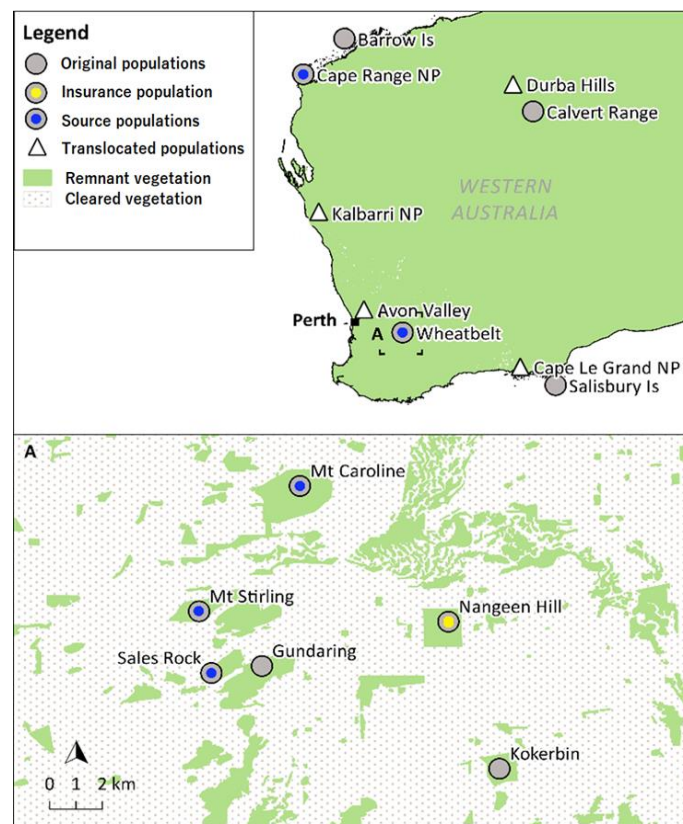 Legend
Original populations
Insurance population
Source populations
Translocated populations
Remnant vegetation
Cleared vegetation
Barrow Is
Cape Range NP
Durba Hills
Calvert Range
WESTERN
AUSTRALIA
Kalbarri NP
Avon Valley
Perth
A
Wheatbelt
Cape Le Grand NP
Salisbury Is
A
Mt Caroline
Mt Stirling
Nangeen Hill
Sales Rock
Gundaring
Kokerbin
0 1 2 km